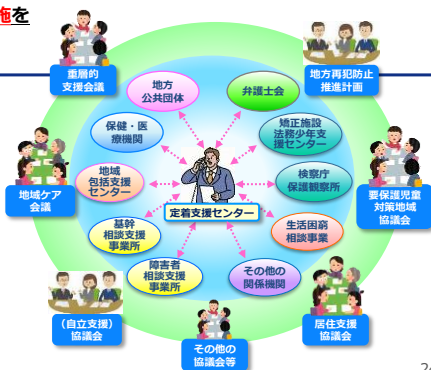 施を
重層的
支援会議
地方再犯防止
推進計画
地方
公共団体
弁護士会
保健・医
療機関
矯正施設
法務少年支
援センター
地域ケア
会議
地域
包括支援
センター
検察庁
保護観察所
要保護児童
対策地域
協議会
定着支援センター
基幹
相談支援
事業所
生活困窮
相談事業
障害者
相談支援
事業所
その他の
関係機関
（自立支援）
協議会
居住支援
協議会
その他の
協議会等